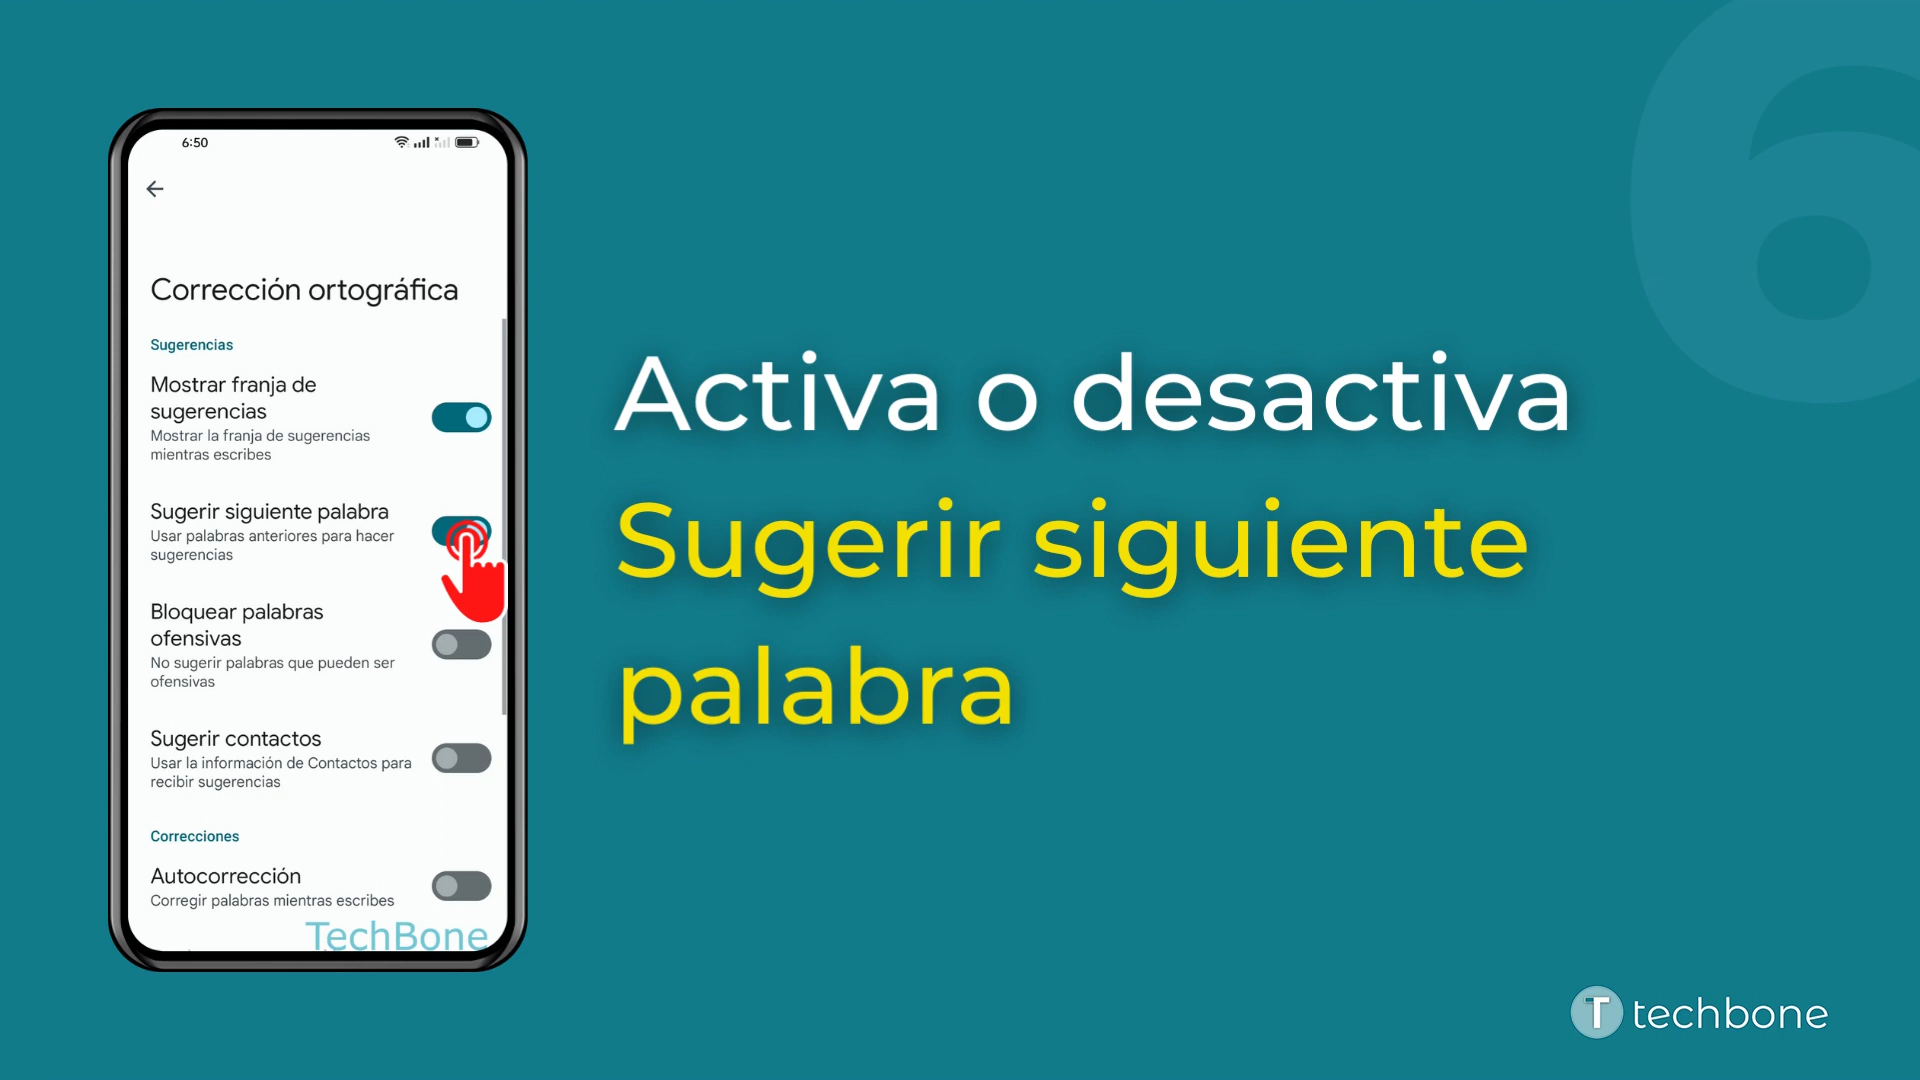 6
6:50
Corrección ortográfica
Sugerencias
Mostrar franja de
sugerencias
Mostrar la franja de sugerencias
mientras escribes
Sugerir siguiente palabra
Usar palabras anteriores para hacer
sugerencias
Bloquear palabras
ofensivas
No sugerir palabras que pueden ser
ofensivas
Sugerir contactos
Usar la información de Contactos para
recibir sugerencias
Correcciones
Autocorrección
Corregir palabras mientras escribes
TechBone
Activa o desactiva
Sugerir siguiente
palabra
T techbone